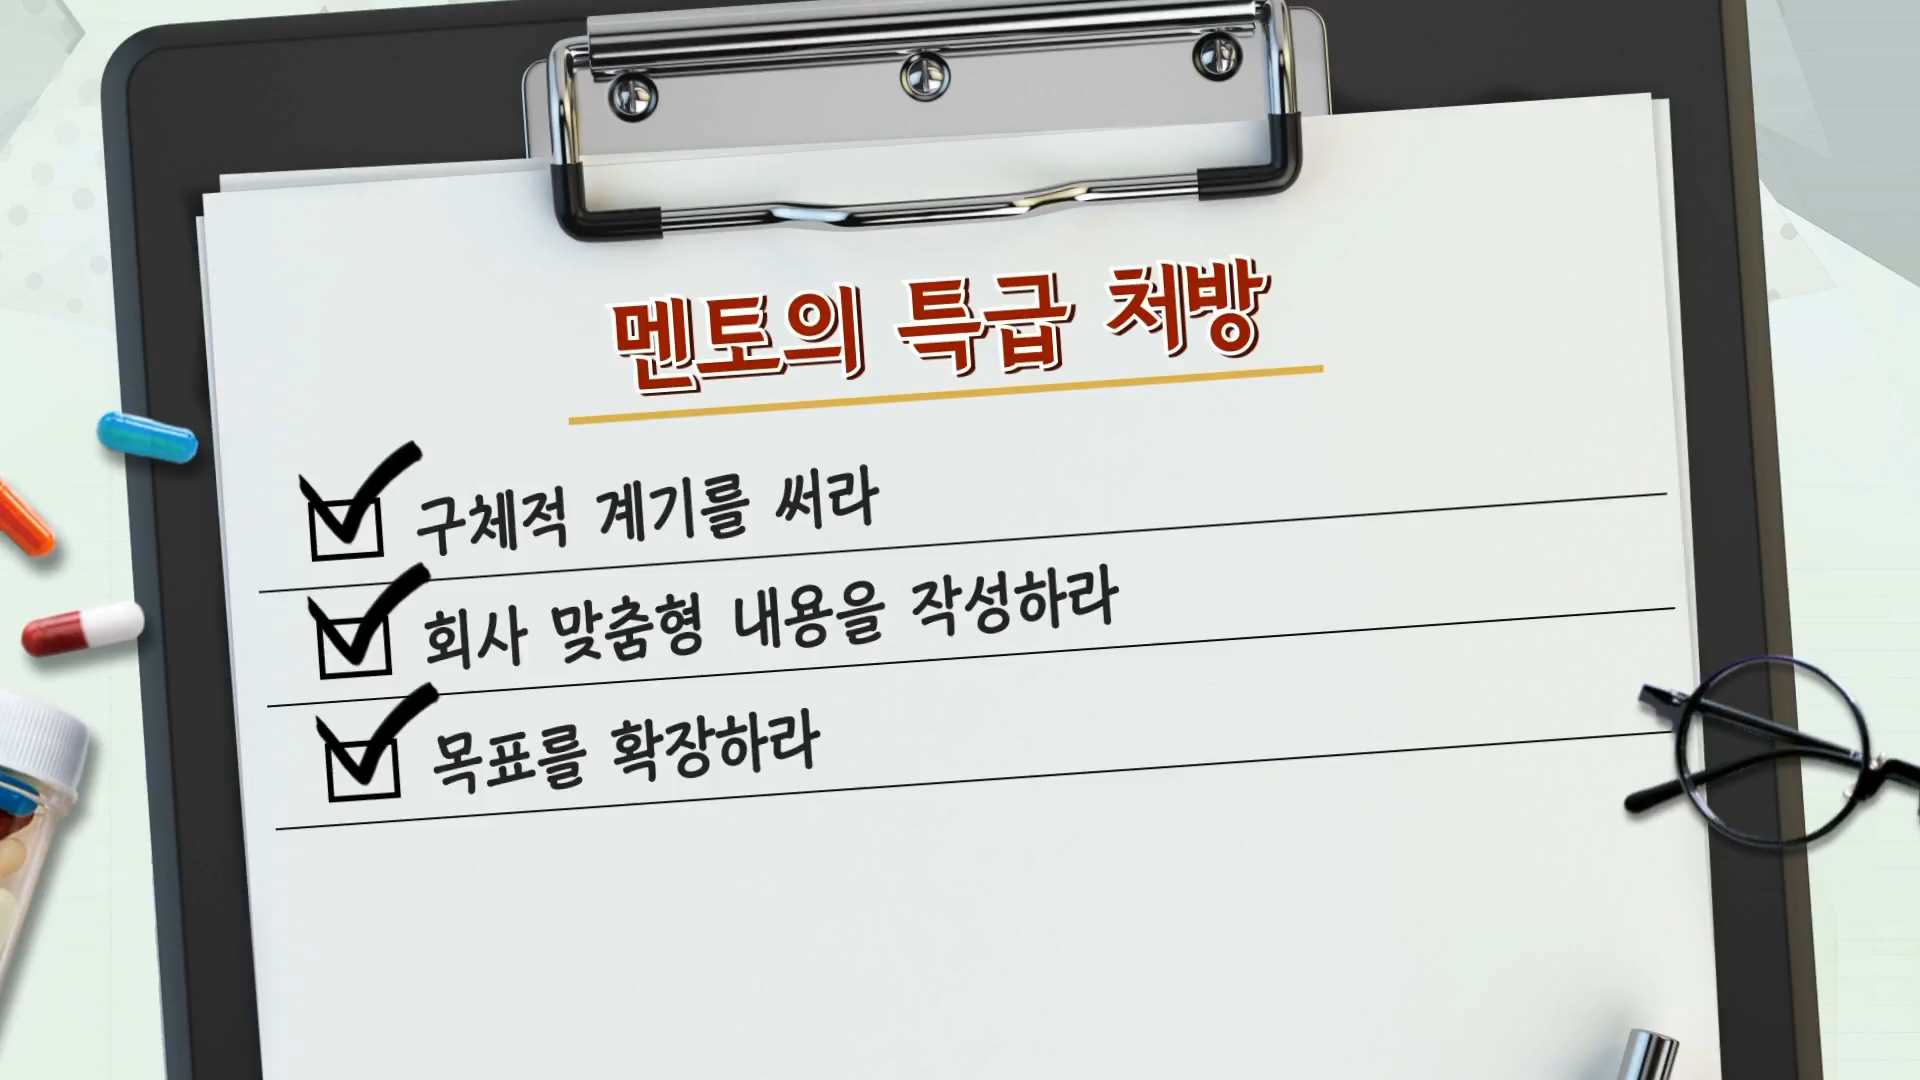 멘토의 특급 처방
구체적 계기를 써라
회사 맞춤형 내용을 작성하라
목표를 확장하라